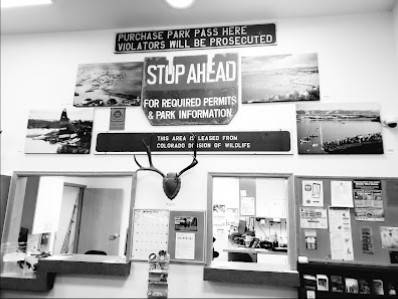 PURCHASE PARK PASS HERE
VIOLATORS WILL BE PROSECUTED
STOP AHEAD
FOR REQUIRED PERMITS
& PARK INFORMATION
THIS AREA IS LEASED FROM
COLORADO DIVISION OF WILDLIFE